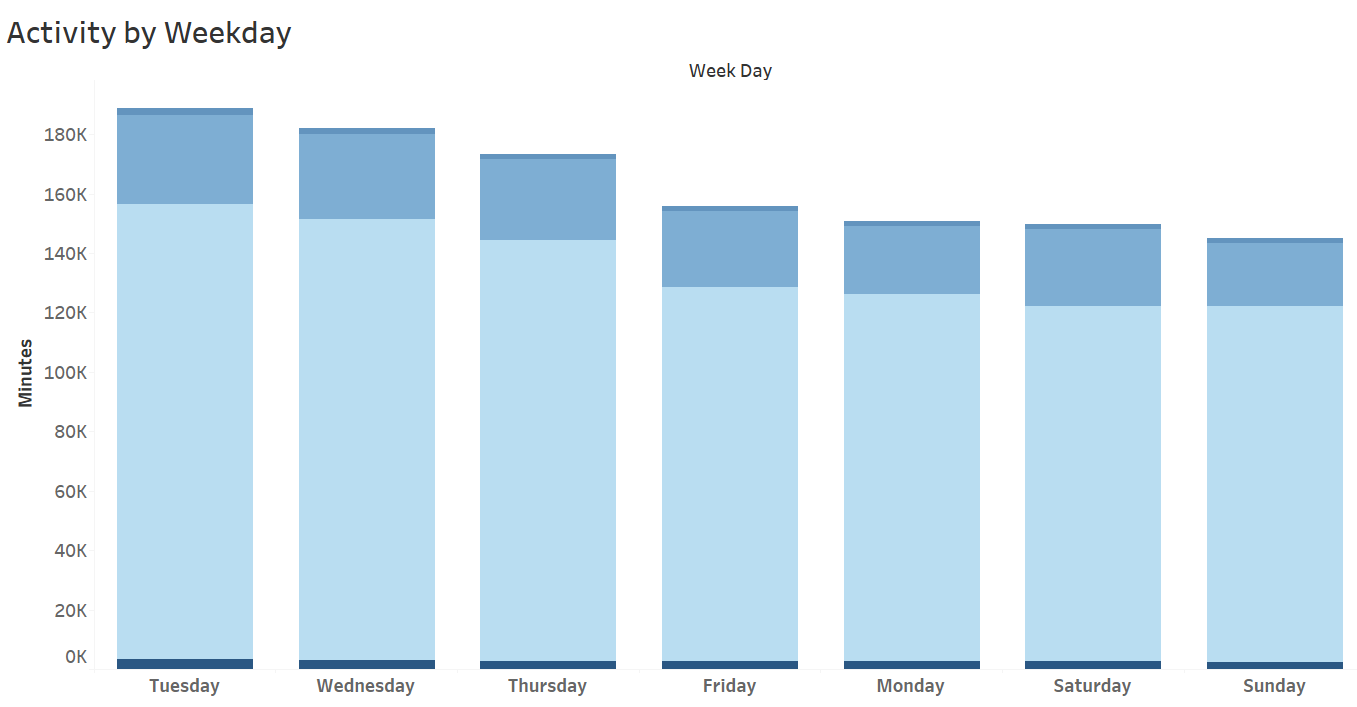 Activity by Weekday
Week Day
Minutes
180K
160K
140K
120K
100K
80K
60K
40K
20K
0K
Tuesday Wednesday Thursday Friday Monday Saturday Sunday